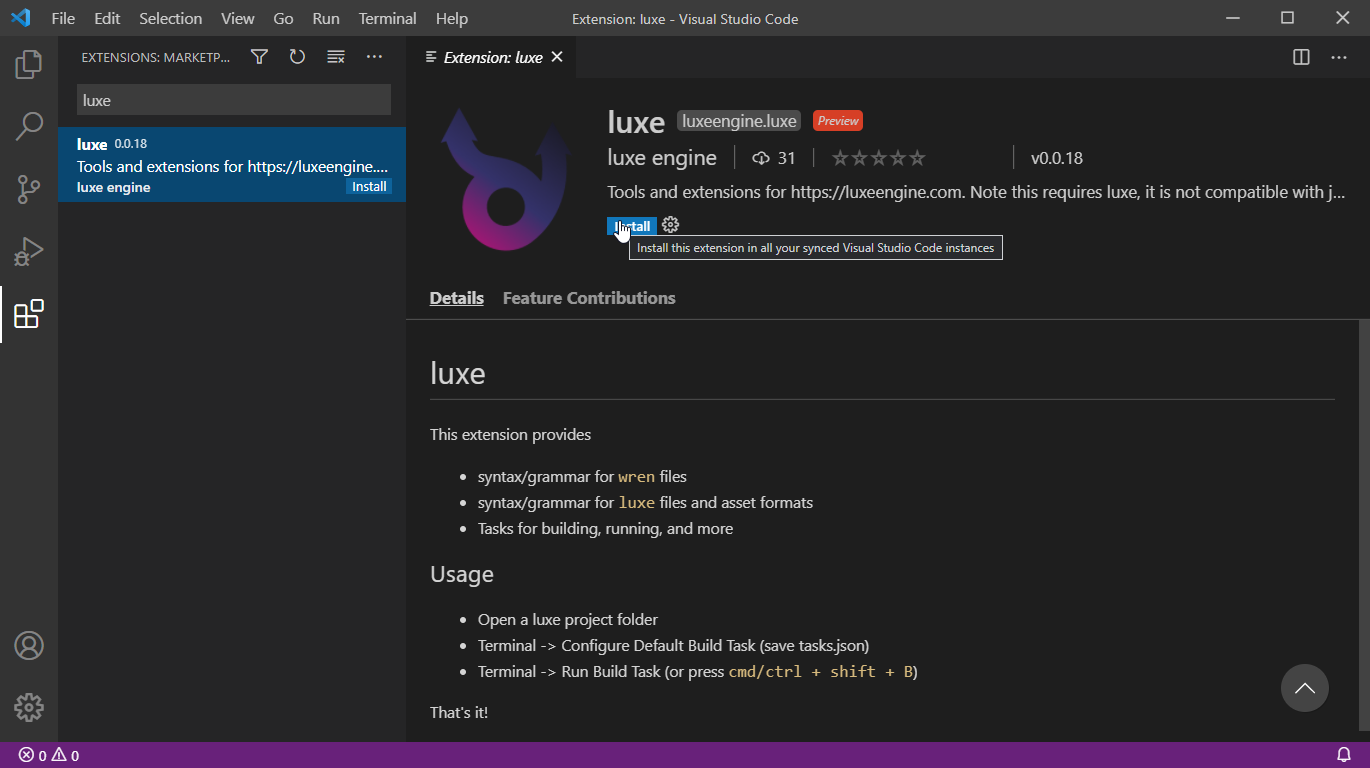 File Edit Selection View Go Run Terminal Help Extension: luxe - Visual Studio Code
EXTENSIONS: MARKETP...
Extension: luxe
luxe
luxe 0.0.18
Tools and extensions for https://luxeengine....
luxe engine Install
luxe luxeengine.luxe Preview
luxe engine 31 v0.0.18
Tools and extensions for https://luxeengine.com. Note this requires luxe, it is not compatible with j...
Install this extension in all your synced Visual Studio Code instances
Details Feature Contributions
luxe
This extension provides
syntax/grammar for wren files
syntax/grammar for luxe files and asset formats
Tasks for building, running, and more
Usage
Open a luxe project folder
Terminal -> Configure Default Build Task (save tasks.json)
Terminal -> Run Build Task (or press cmd/ctrl + shift + B)
That's it!
0 0